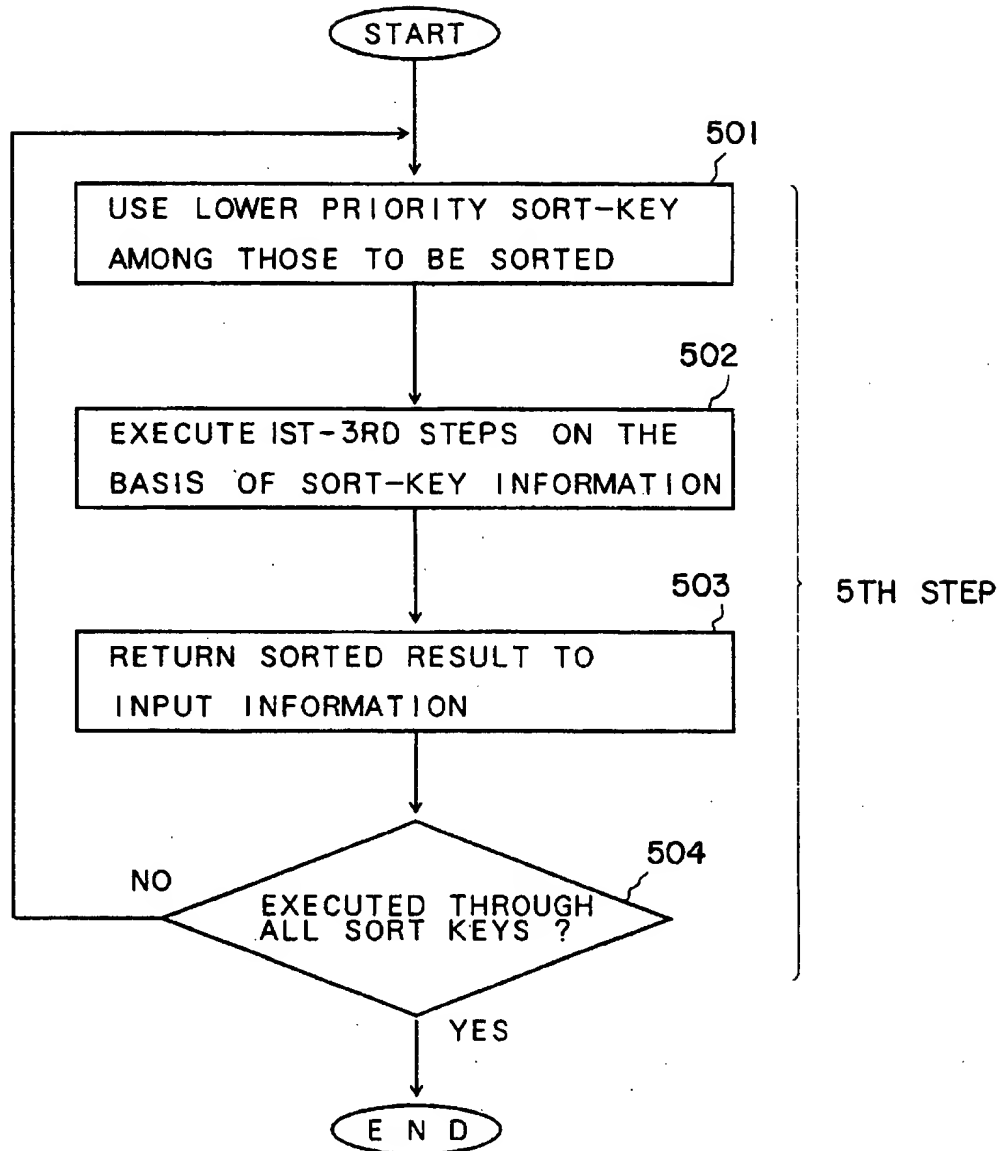 START
501
USE LOWER PRIORITY SORT-KEY
AMONG THOSE TO BE SORTED
502
EXECUTE 1ST-3RD STEPS ON THE
BASIS OF SORT-KEY INFORMATION
503
RETURN SORTED RESULT TO
INPUT INFORMATION
5TH STEP
504
NO
EXECUTED THROUGH
ALL SORT KEYS ?
YES
END